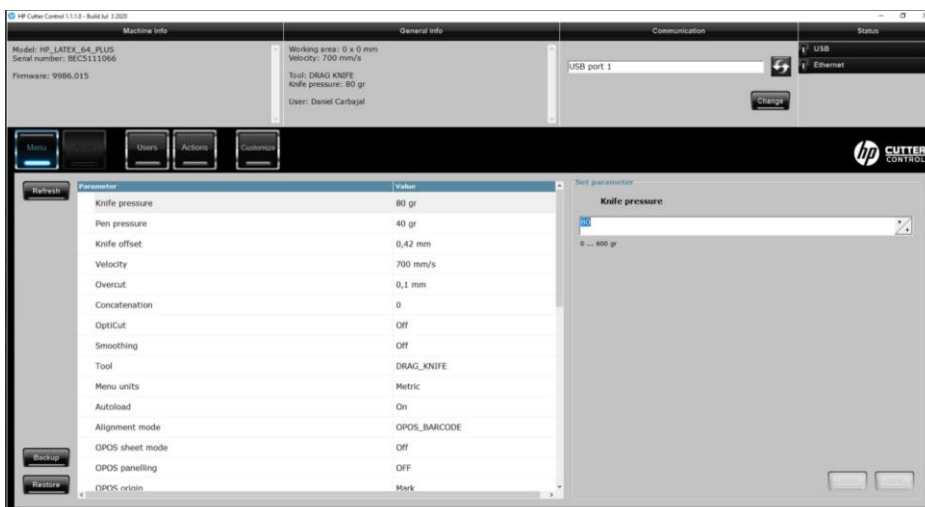 HP Cutter Control 1.1.1.0 - Build Jul 3 2020
Machine info
General info
Communication
Status
Model: HP_LATEX_64_PLUS
Serial number: BEC5111066
Firmware: 9986.015
Working area: 0 x 0 mm
Velocity: 700 mm/s
Tool: DRAG KNIFE
Knife pressure: 80 gr
User: Daniel Carbajal
USB port 1
Change
USB
Ethernet
Menu
Users
Actions
Customize
hp CUTTER
CONTROL
Refresh
Parameter Value
Knife pressure 80 gr
Pen pressure 40 gr
Knife offset 0,42 mm
Velocity 700 mm/s
Overcut 0,1 mm
Concatenation 0
OptiCut Off
Smoothing Off
Tool DRAG_KNIFE
Menu units Metric
Autoload On
Alignment mode OPOS_BARCODE
OPOS sheet mode Off
OPOS panelling OFF
OPOS origin Mark
Backup
Restore
Set parameter
Knife pressure
80
0 ... 600 gr